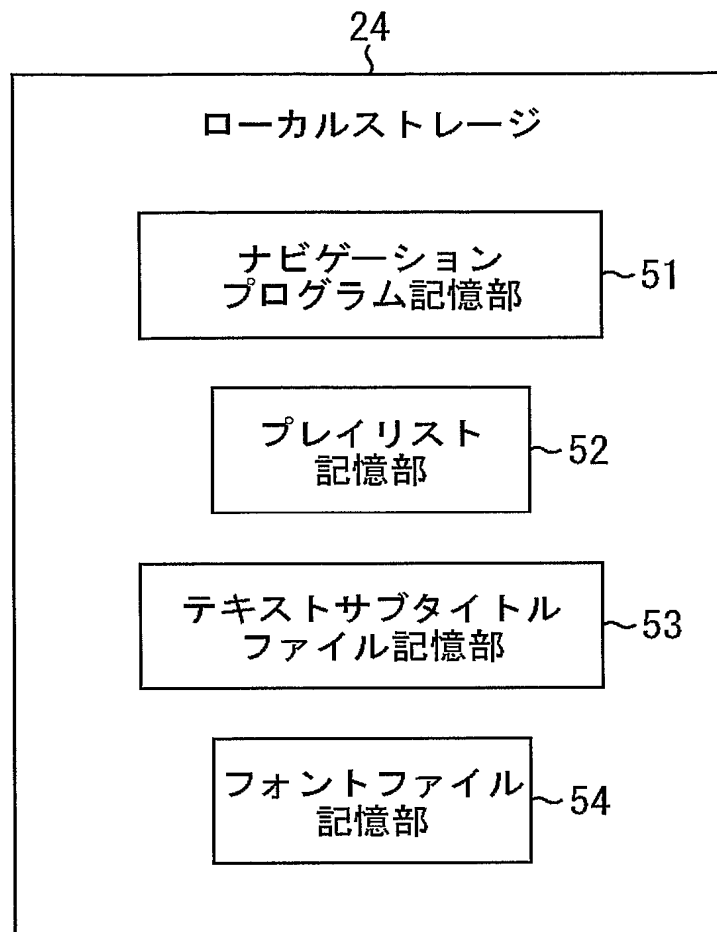 24
ローカルストレージ
ナビゲーション
プログラム記憶部
51
プレイリスト
記憶部
52
テキストサブタイトル
ファイル記憶部
53
フォントファイル
記憶部
54